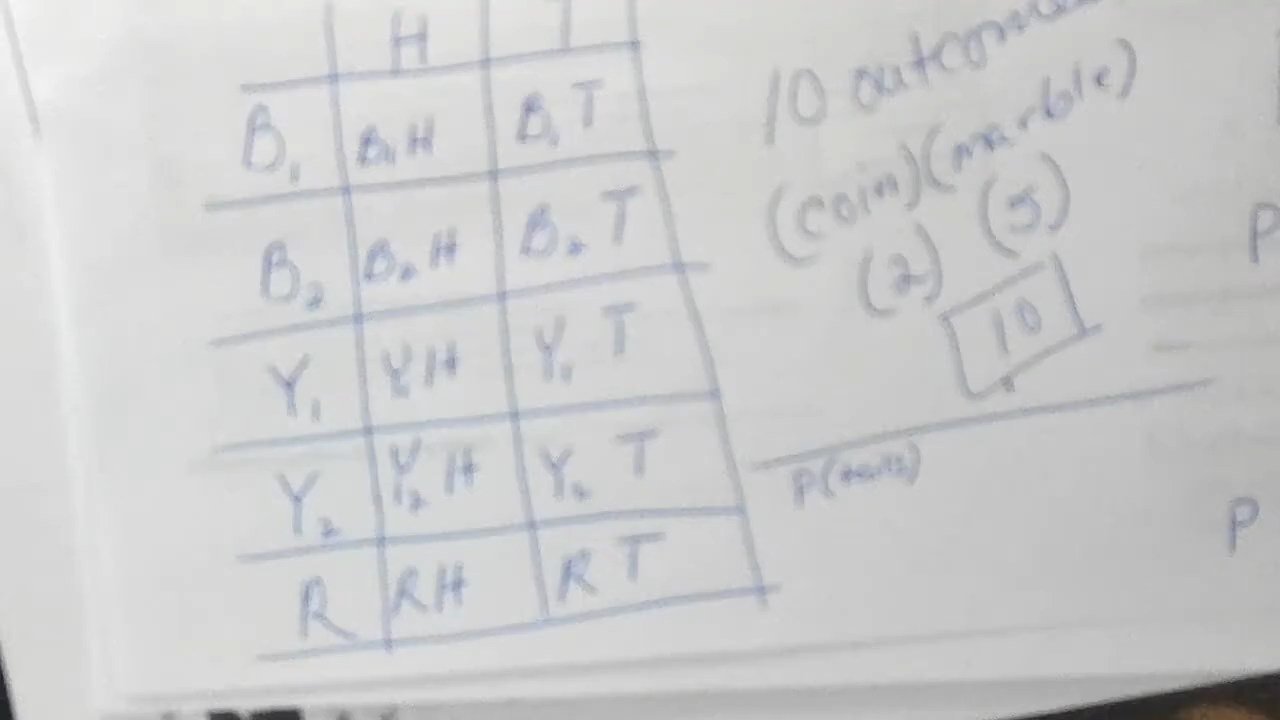 H T
B₁ B₁H B₁T
B₂ B₂H B₂T
Y₁ Y₁H Y₁T
Y₂ Y₂H Y₂T
R RH RT
10
(coin)(marble)
(2) (5)
10
P
P